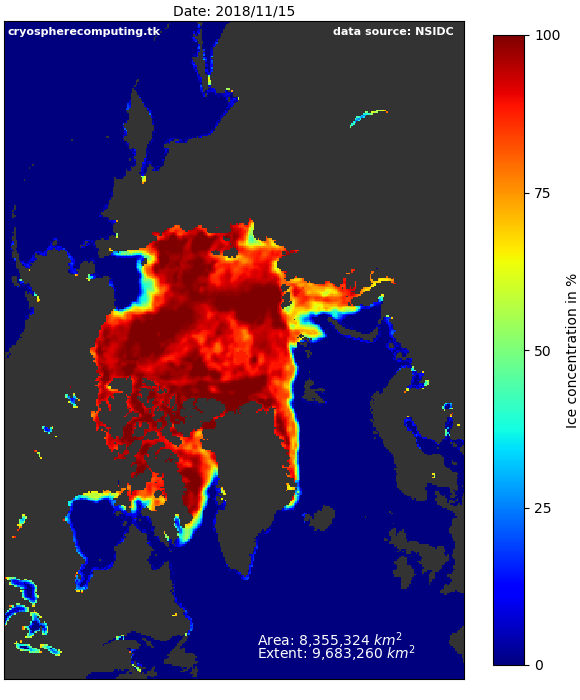 Date: 2018/11/15
cryospherecomputing.tk
data source: NSIDC
100
75
50
25
0
Ice concentration in %
Area: 8,355,324 km²
Extent: 9,683,260 km²